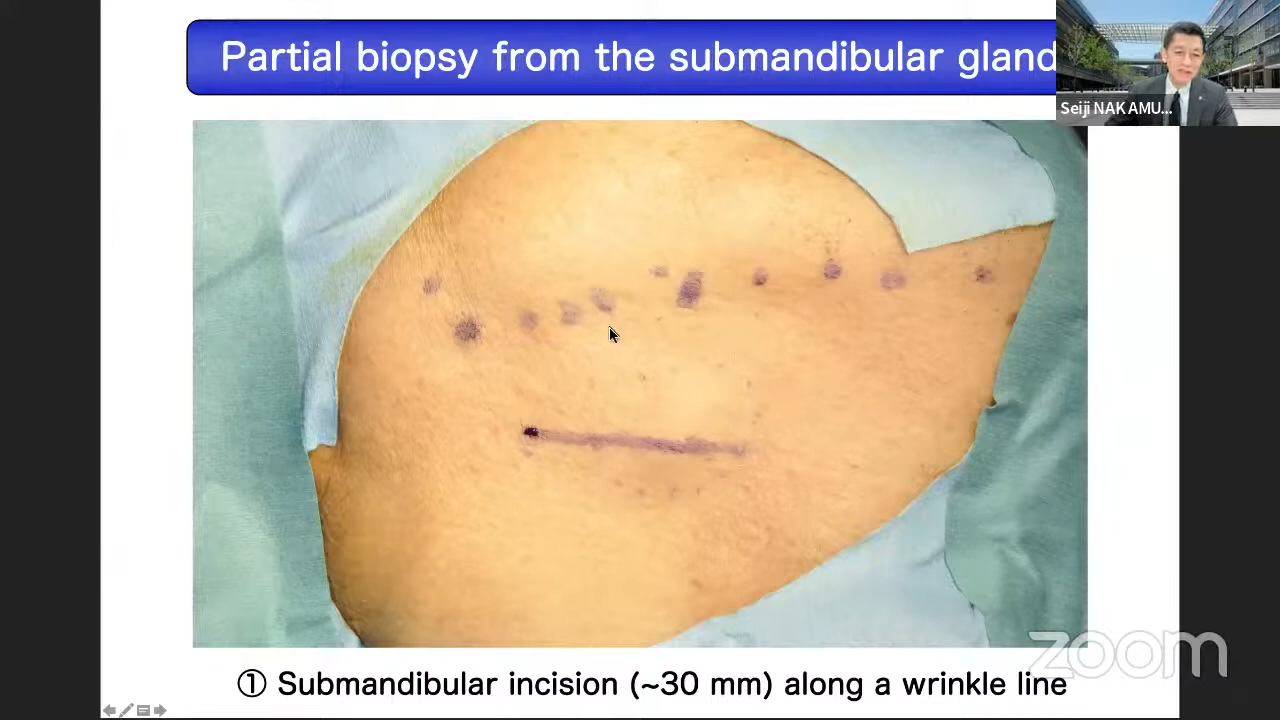 Partial biopsy from the submandibular gland
Seiji NAKAMU...
① Submandibular incision (~30 mm) along a wrinkle line
zoom